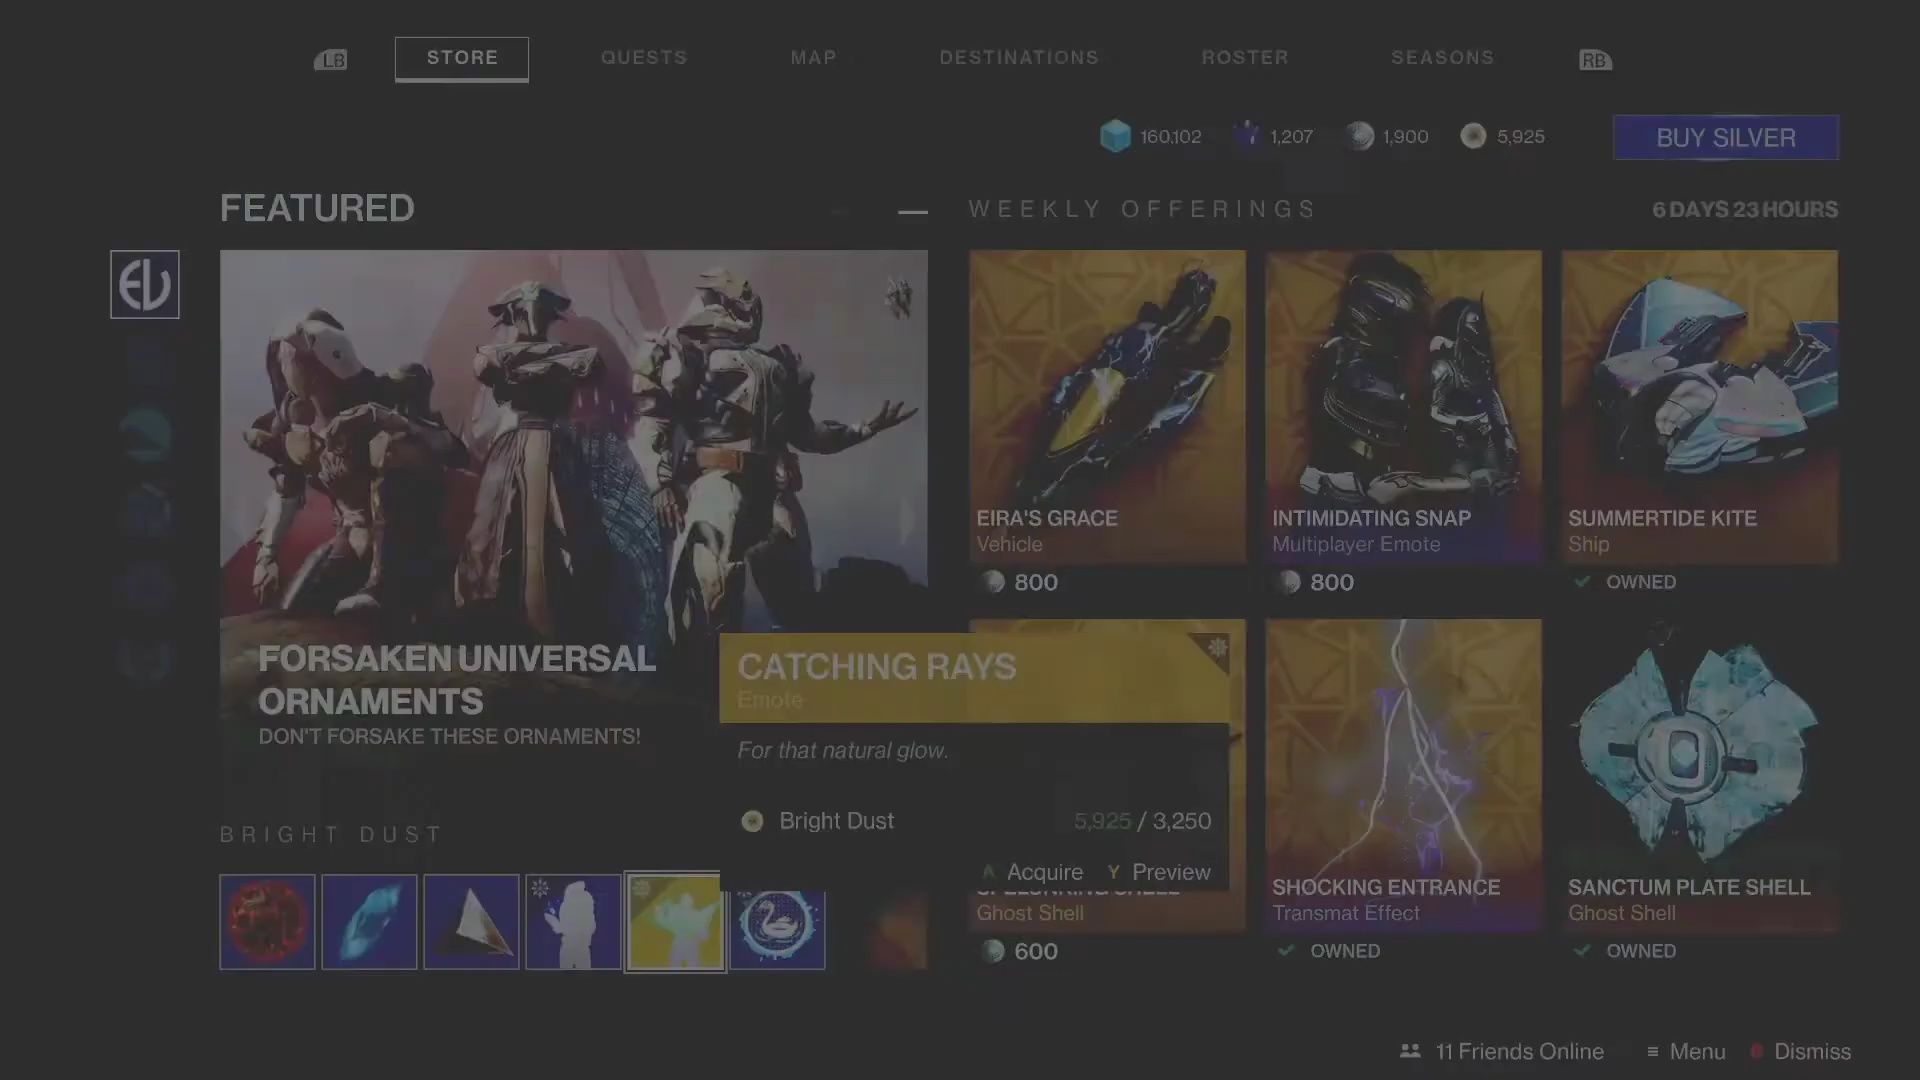 LB
STORE
QUESTS
MAP
DESTINATIONS
ROSTER
SEASONS
RB
160,102
1,207
1,900
5,925
BUY SILVER
FEATURED
WEEKLY OFFERINGS
6 DAYS 23 HOURS
EIRA'S GRACE
Vehicle
800
INTIMIDATING SNAP
Multiplayer Emote
800
SUMMERTIDE KITE
Ship
OWNED
FORSAKEN UNIVERSAL
ORNAMENTS
DON'T FORSAKE THESE ORNAMENTS!
CATCHING RAYS
Emote
For that natural glow.
Bright Dust
5,925 / 3,250
A Acquire
Y Preview
Ghost Shell
600
SHOCKING ENTRANCE
Transmat Effect
OWNED
SANCTUM PLATE SHELL
Ghost Shell
OWNED
BRIGHT DUST
11 Friends Online
Menu
Dismiss